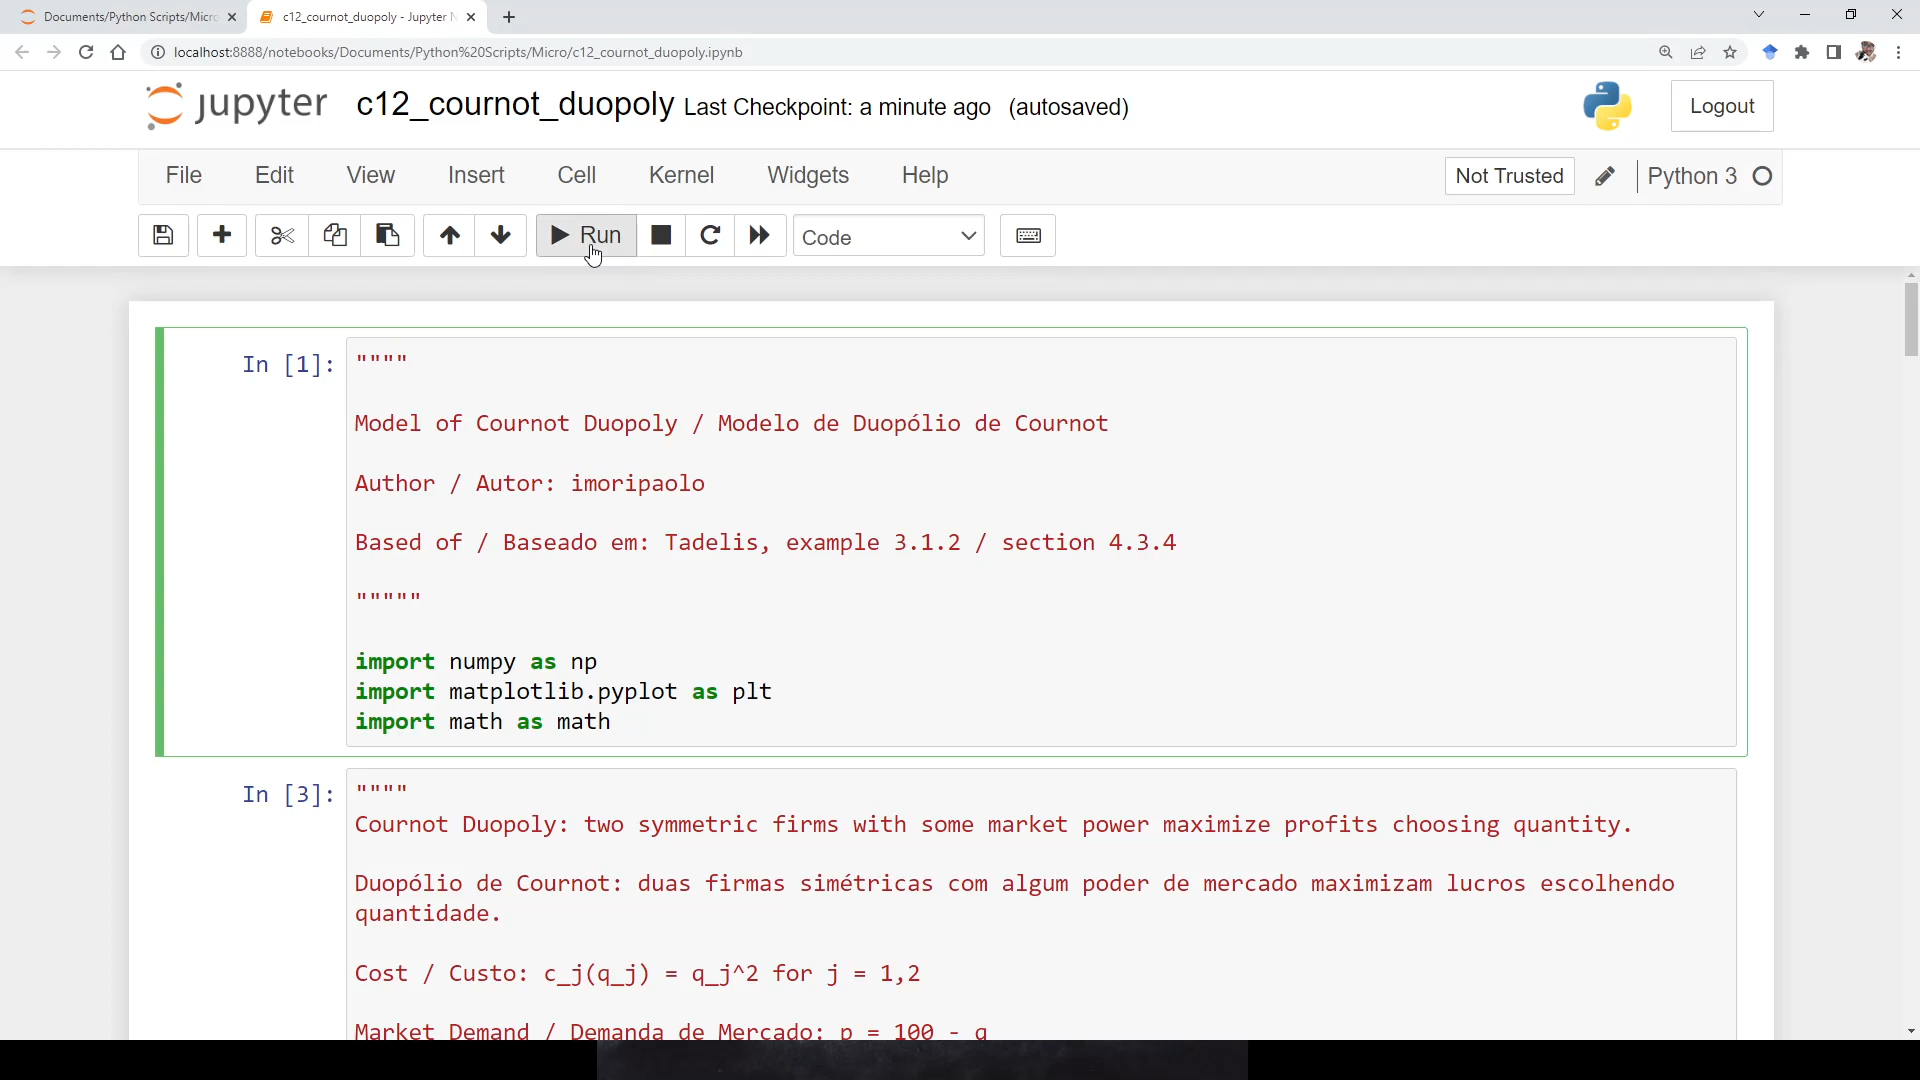 Documents/Python Scripts/Micro
c12_cournot_duopoly - Jupyter N
localhost:8888/notebooks/Documents/Python%20Scripts/Micro/c12_cournot_duopoly.ipynb
jupyter c12_cournot_duopoly Last Checkpoint: a minute ago (autosaved)
Logout
File Edit View Insert Cell Kernel Widgets Help
Not Trusted
Python 3
Run
Code
In [1]: """"
Model of Cournot Duopoly / Modelo de Duopólio de Cournot
Author / Autor: imoripaolo
Based of / Baseado em: Tadelis, example 3.1.2 / section 4.3.4
"""""
import numpy as np
import matplotlib.pyplot as plt
import math as math
In [3]: """"
Cournot Duopoly: two symmetric firms with some market power maximize profits choosing quantity.
Duopólio de Cournot: duas firmas simétricas com algum poder de mercado maximizam lucros escolhendo
quantidade.
Cost / Custo: c_j(q_j) = q_j^2 for j = 1,2
Market Demand / Demanda de Mercado: p = 100 - q